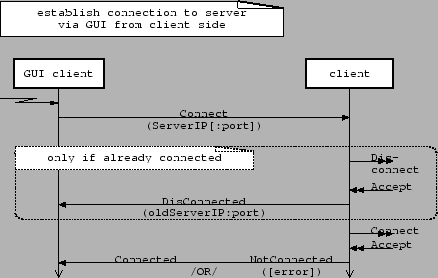 establish connection to server
via GUI from client side
GUI client
client
Connect
(ServerIP[:port])
only if already connected
Dis-
connect
Accept
DisConnected
(oldServerIP:port)
Connect
Accept
Connected
NotConnected
/OR/
([error])